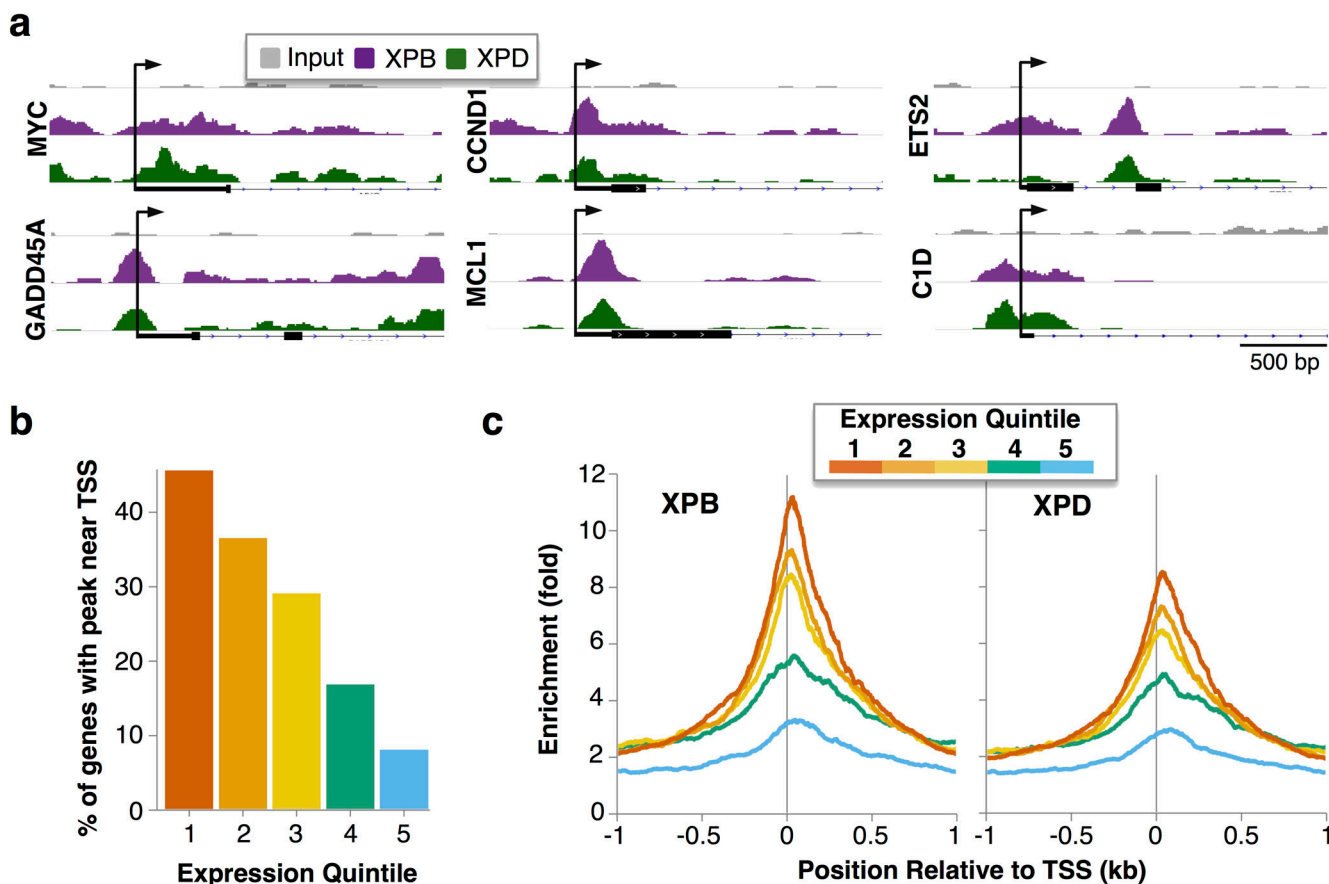 a
Input XPB XPD
MYC
CCND1
ETS2
GADD45A
MCL1
C1D
500 bp
b
% of genes with peak near TSS
40
30
20
10
0
1 2 3 4 5
Expression Quintile
c
Expression Quintile
1 2 3 4 5
XPB
XPD
Enrichment (fold)
12
10
8
6
4
2
0
-1 -0.5 0 0.5 1
-1 -0.5 0 0.5 1
Position Relative to TSS (kb)